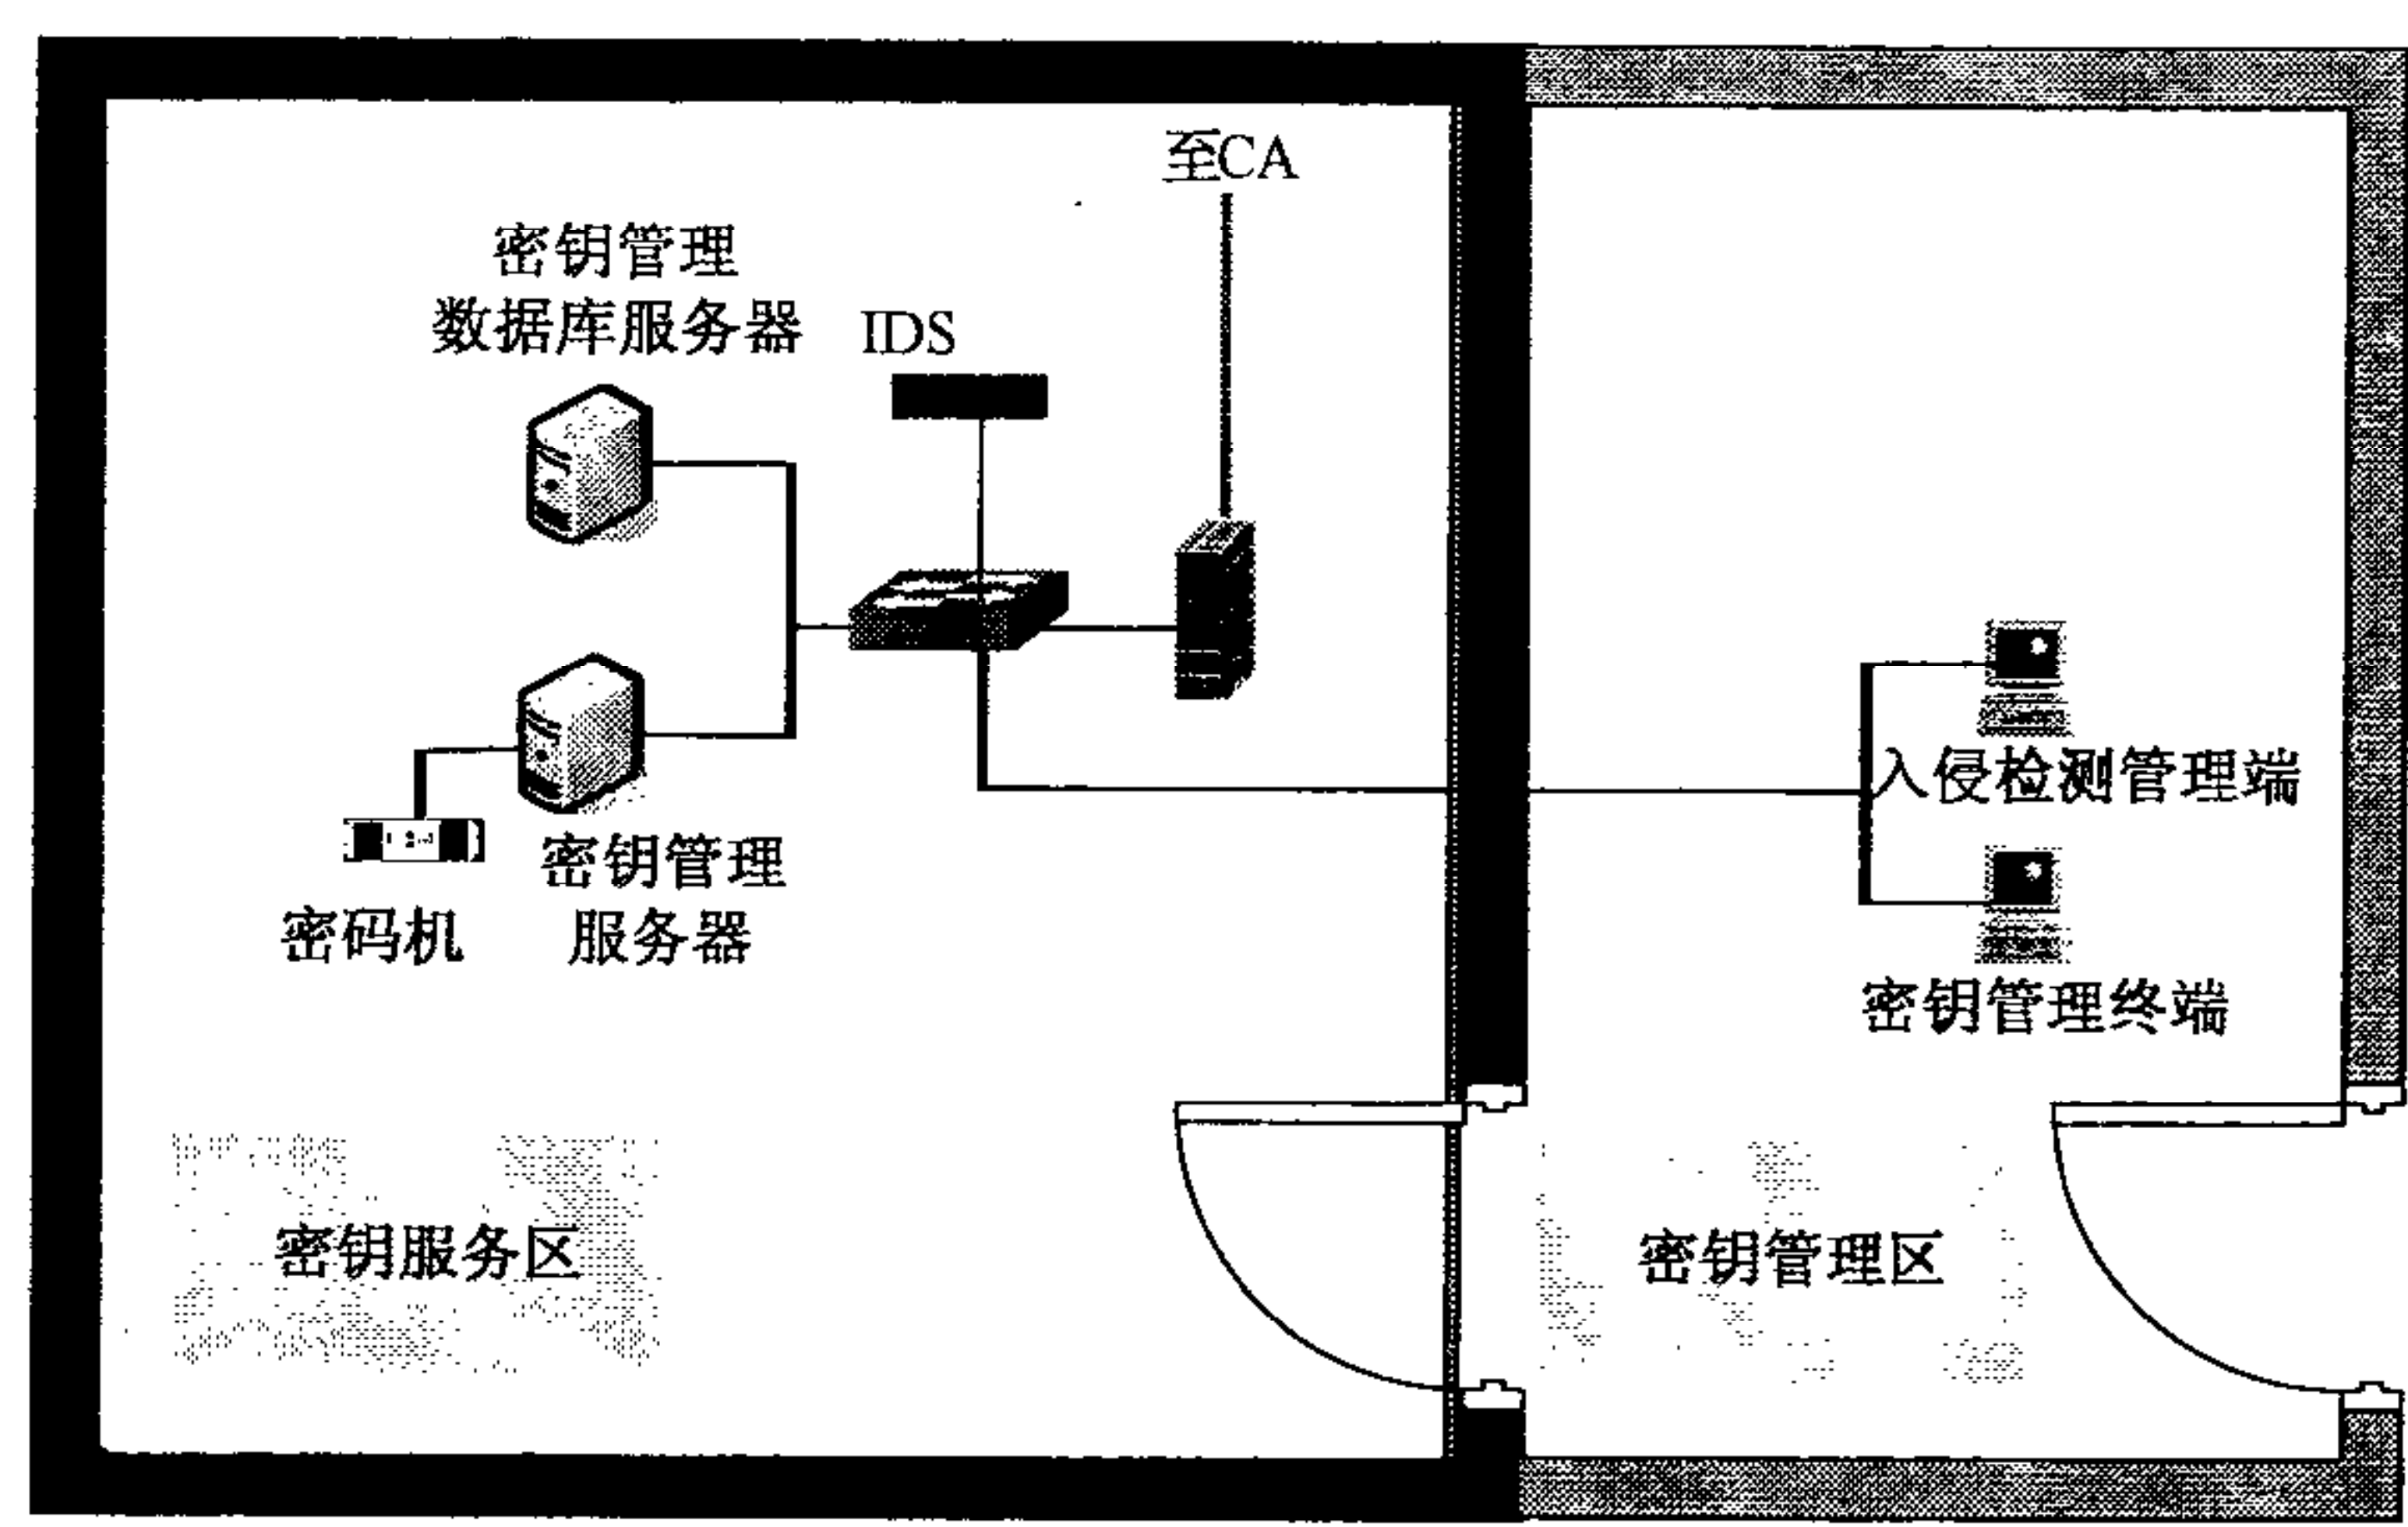 至CA
密钥管理
数据库服务器
IDS
入侵检测管理端
密钥管理
服务器
密码机
密钥管理终端
密钥服务区
密钥管理区